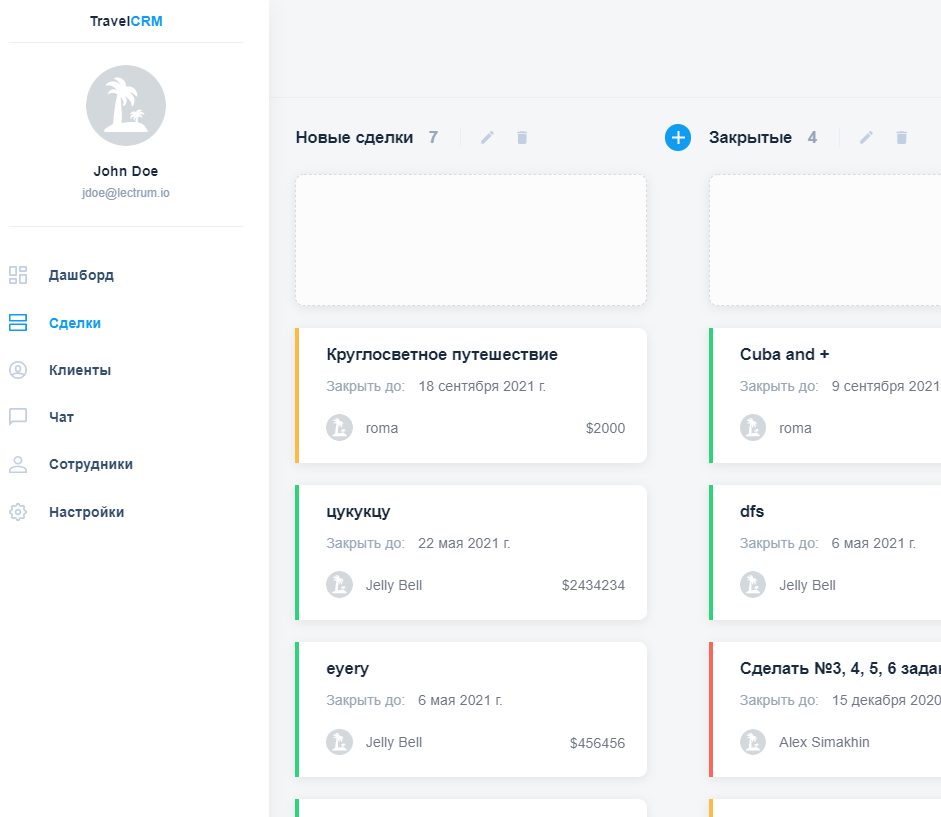 TravelCRM
John Doe
jdoe@lectrum.io
Дашборд
Сделки
Клиенты
Чат
Сотрудники
Настройки
Новые сделки 7
Круглосветное путешествие
Закрыть до: 18 сентября 2021 г.
roma $2000
цукукцу
Закрыть до: 22 мая 2021 г.
Jelly Bell $2434234
eyery
Закрыть до: 6 мая 2021 г.
Jelly Bell $456456
Закрытые 4
Cuba and +
Закрыть до: 9 сентября 2021
roma
dfs
Закрыть до: 6 мая 2021 г.
Jelly Bell
Сделать №3, 4, 5, 6 зада
Закрыть до: 15 декабря 2020
Alex Simakhin